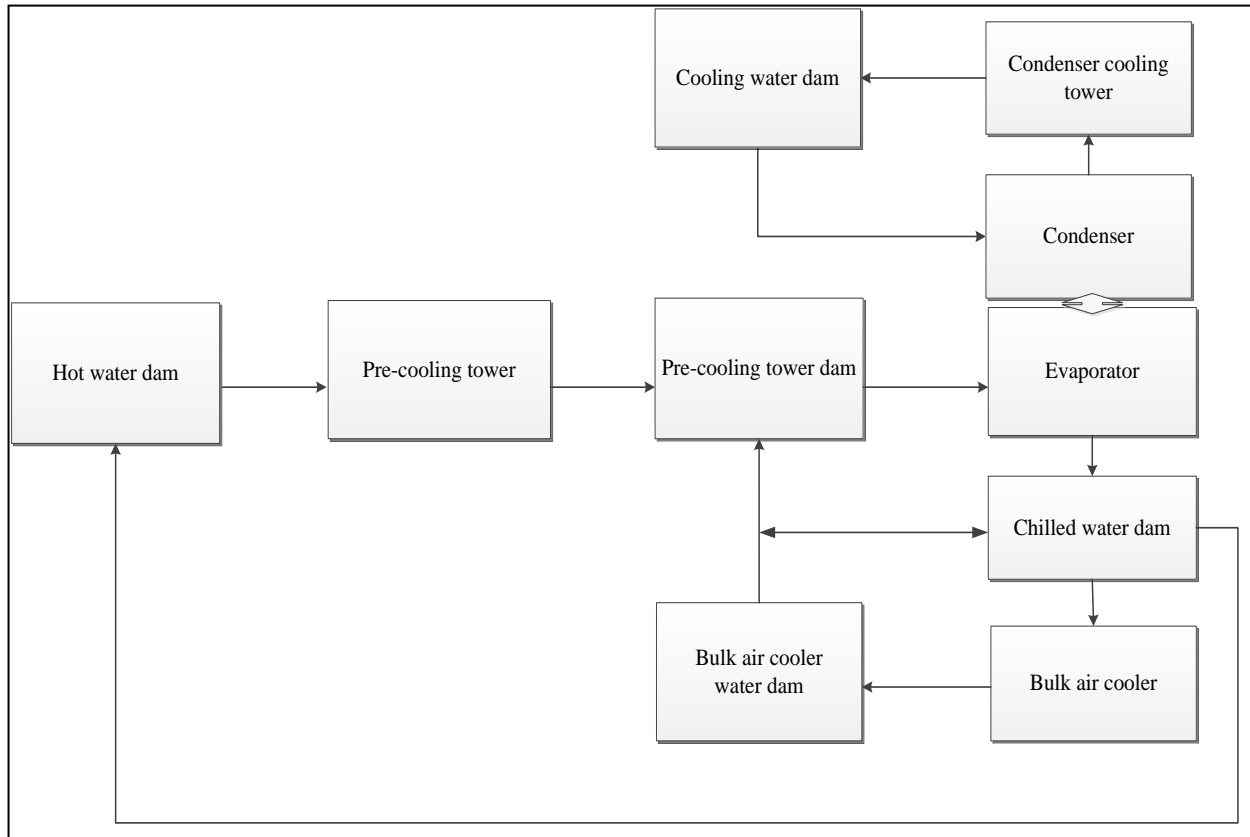 Cooling water dam
Condenser cooling
tower
Condenser
Hot water dam
Pre-cooling tower
Pre-cooling tower dam
Evaporator
Chilled water dam
Bulk air cooler
water dam
Bulk air cooler